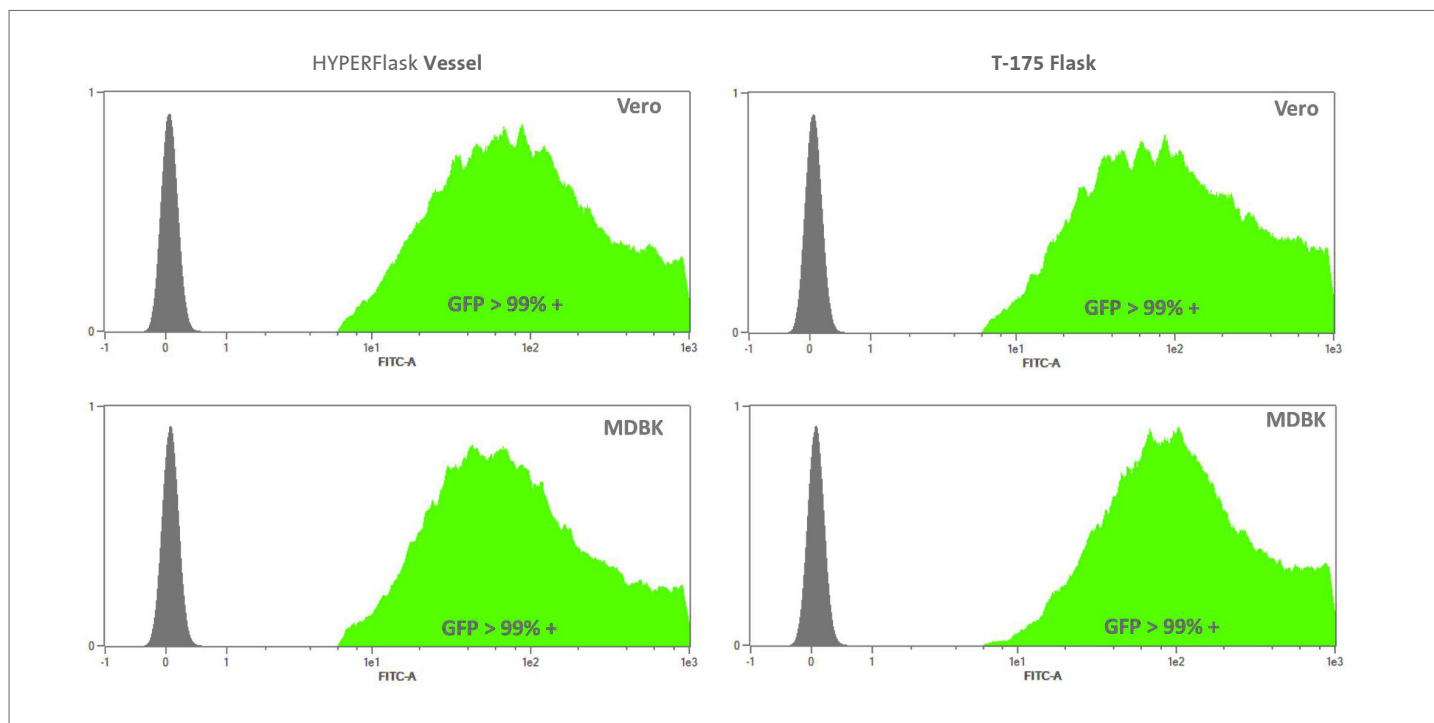 HYPERFlask Vessel
T-175 Flask
1
Vero
GFP > 99% +
0
-1 0 1 1e1 1e2 1e3
FITC-A
1
Vero
GFP > 99% +
0
-1 0 1 1e1 1e2 1e3
FITC-A
1
MDBK
GFP > 99% +
0
-1 0 1 1e1 1e2 1e3
FITC-A
1
MDBK
GFP > 99% +
0
-1 0 1 1e1 1e2 1e3
FITC-A